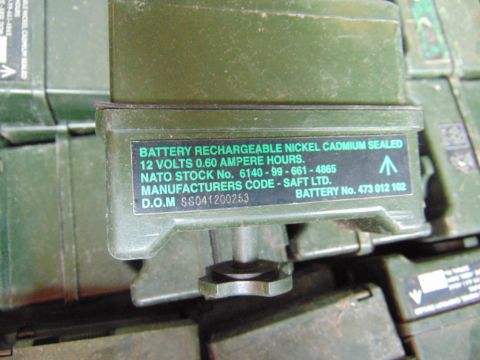 BATTERY RECHARGEABLE NICKEL CADMIUM SEALED
12 VOLTS 0.60 AMPERE HOURS.
NATO STOCK No. 6140-99-661-4865
MANUFACTURERS CODE - SAFT LTD.
BATTERY No. 473 012 102
D.O.M SS041200253